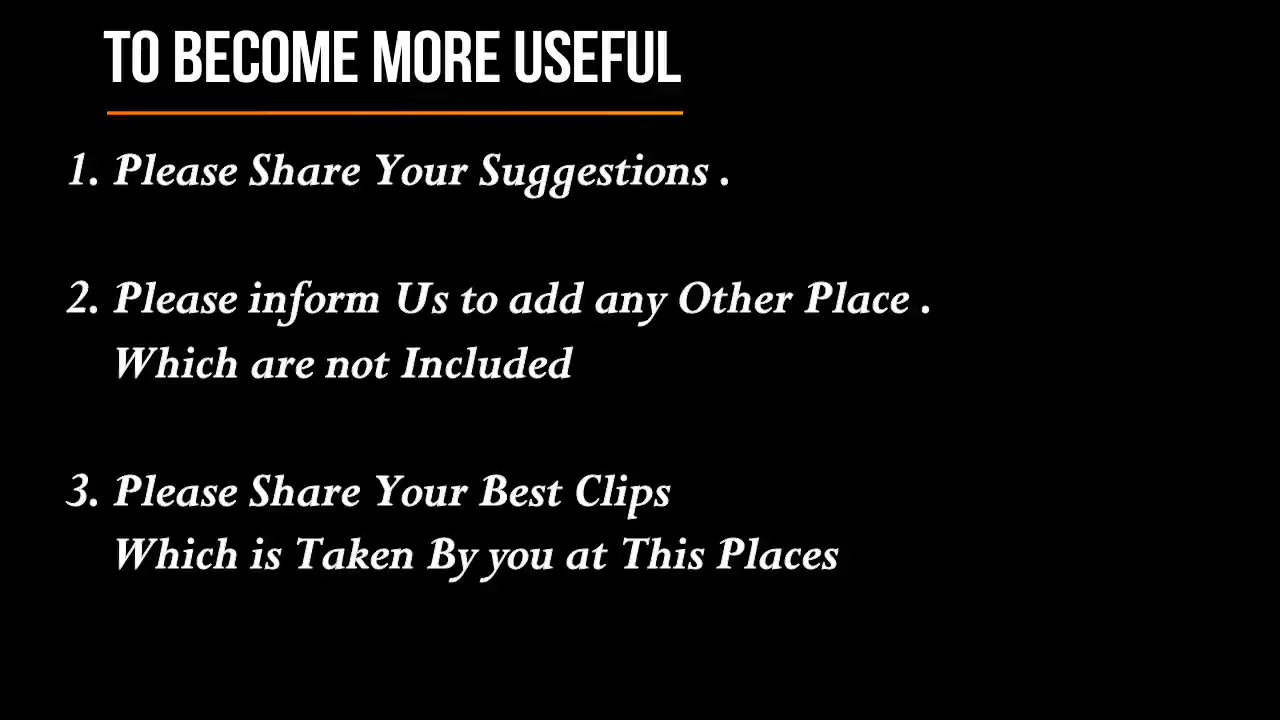 TO BECOME MORE USEFUL
1. Please Share Your Suggestions .
2. Please inform Us to add any Other Place .
Which are not Included
3. Please Share Your Best Clips
Which is Taken By you at This Places